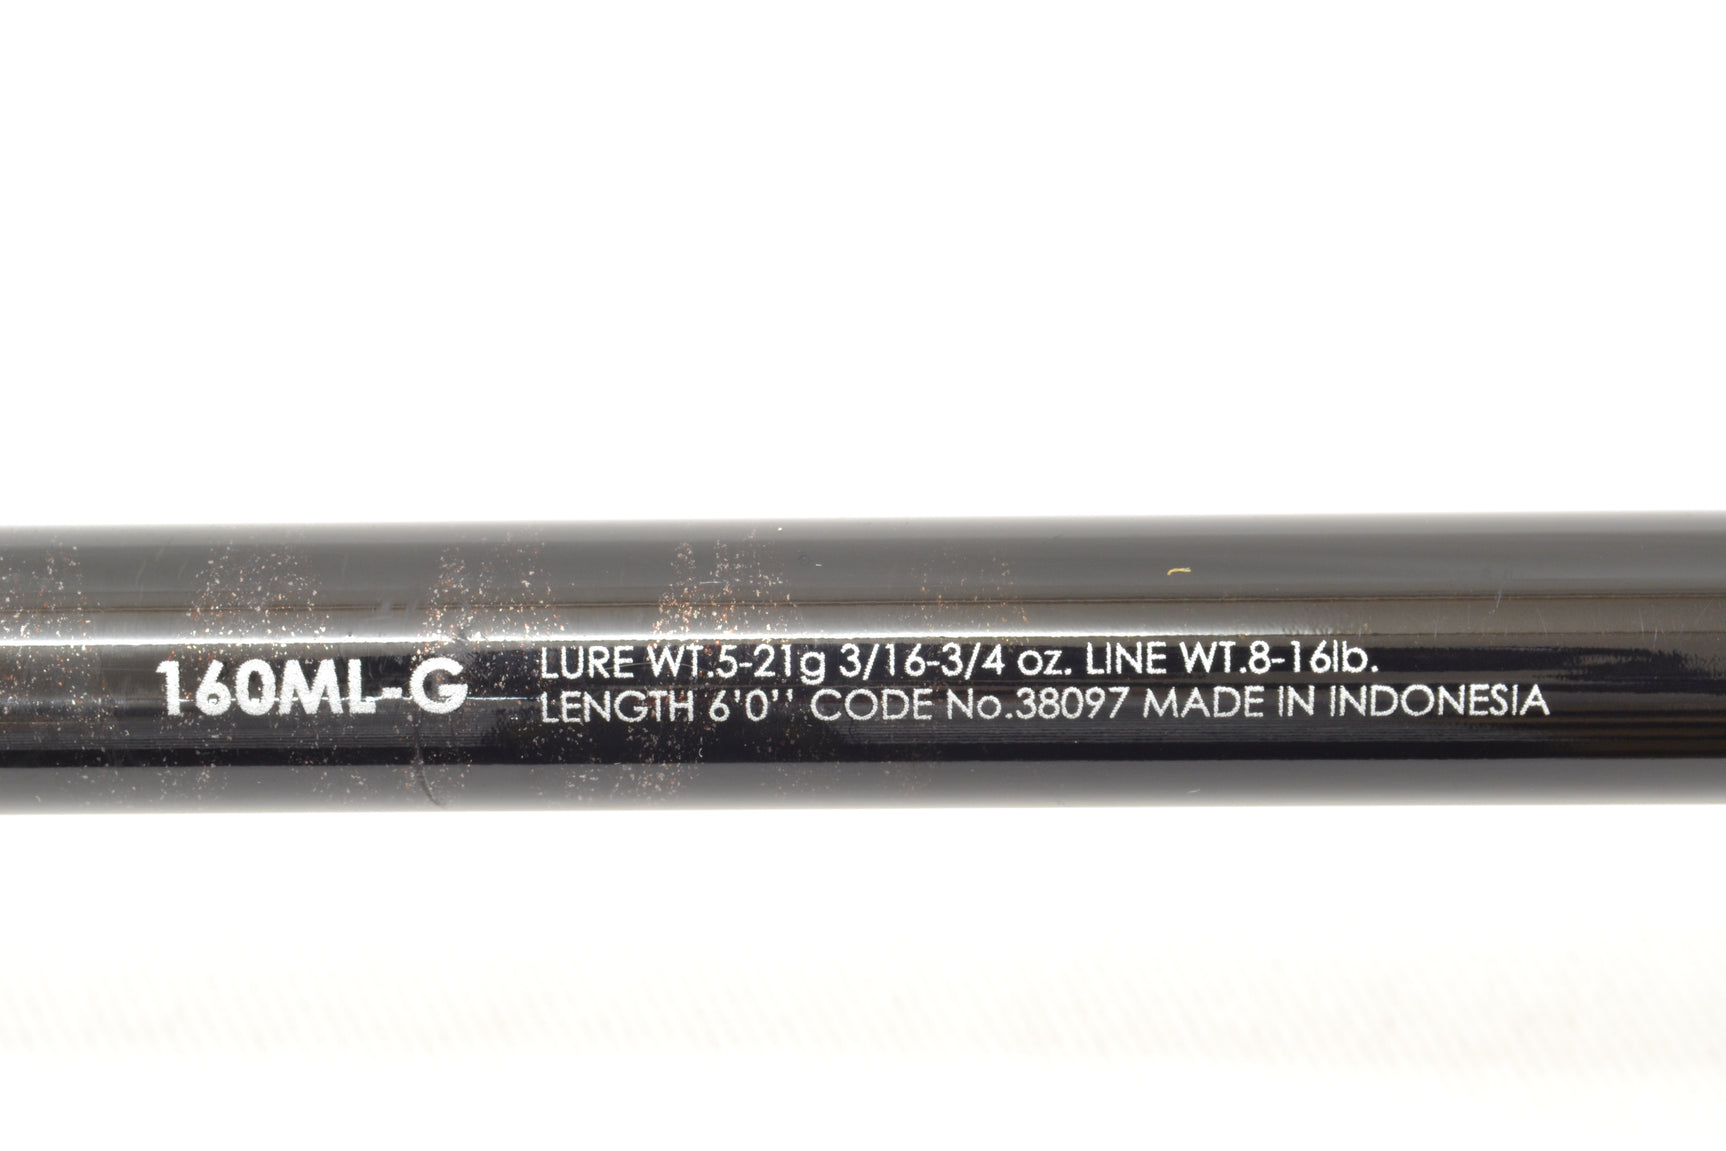 160ML-G
LURE WT.5-21g 3/16-3/4 oz. LINE WT.8-16lb.
LENGTH 6'0'' CODE No.38097 MADE IN INDONESIA